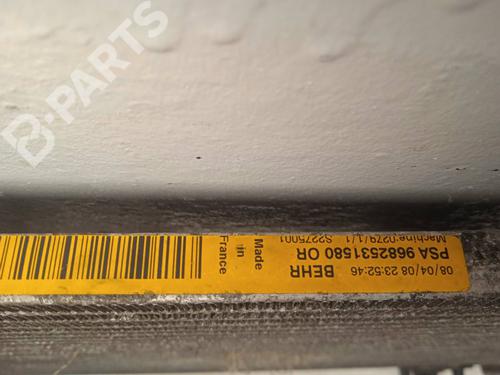 08/04/08 23:52:46
BEHR
PSA 9682531580 OR
Machine:0279/1/1
S2275001
Made
in
France
B-PARTS